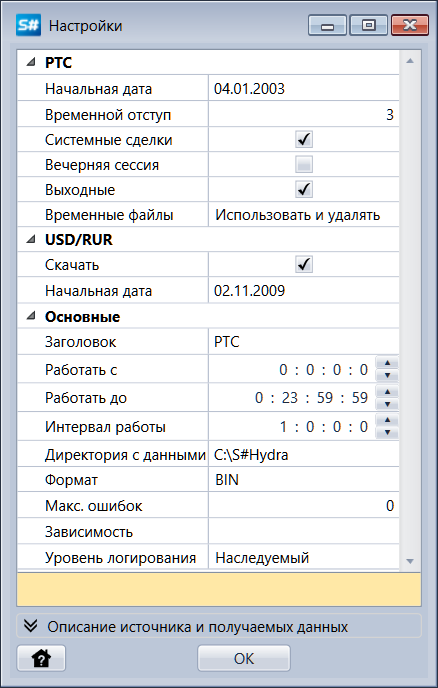 S# Настройки
РТС
Начальная дата 04.01.2003
Временной отступ 3
Системные сделки
Вечерняя сессия
Выходные
Временные файлы Использовать и удалять
USD/RUR
Скачать
Начальная дата 02.11.2009
Основные
Заголовок РТС
Работать с 0 : 0 : 0 : 0
Работать до 0 : 23 : 59 : 59
Интервал работы 1 : 0 : 0 : 0
Директория с данными C:\S#Hydra
Формат BIN
Макс. ошибок 0
Зависимость
Уровень логирования Наследуемый
Описание источника и получаемых данных
? OK